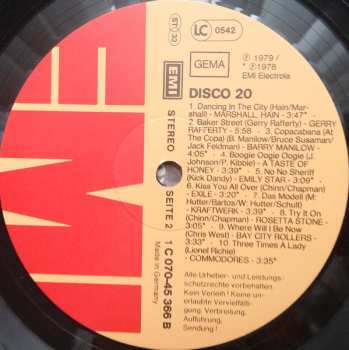 ST 33
LC 0542
GEMA
℗ 1979 /
℗ 1978
EMI Electrola
EMI
DISCO 20
STEREO SEITE 2 1 C 070-45 366 B
Made in Germany
1. Dancing In The City (Hain/Mar-
shall) - MARSHALL, HAIN - 3:47"
2. Baker Street (Gerry Rafferty) - GERRY
RAFFERTY - 5:58 · 3. Copacabana (At
The Copa) (B. Manilow/Bruce Susaman/
Jack Feldman) - BARRY MANILOW -
4:05" · 4. Boogie Oogie Oogie (J.
Johnson/P. Kibble) - A TASTE OF
HONEY - 3:37" · 5. No No Sheriff
(Kick Dandy) - EMILY STAR - 3:20"
6. Kiss You All Over (Chinn/Chapman)
- EXILE - 3:20" · 7. Das Modell (M.
Hutter/Bartos/W. Hutter/Schult)
- KRAFTWERK - 3:39" · 8. Try It On
(Chinn/Chapman) - ROSETTA STONE -
3:20" · 9. Where Will I Be Now
(Chris West) - BAY CITY ROLLERS -
3:12" · 10. Three Times A Lady
(Lionel Richie) -
COMMODORES - 3:35"
Alle Urheber- und Leistungs-
schutzrechte vorbehalten.
Kein Verleih! Keine un-
erlaubte Vervielfälti-
gung, Vermietung,
Aufführung,
Sendung!